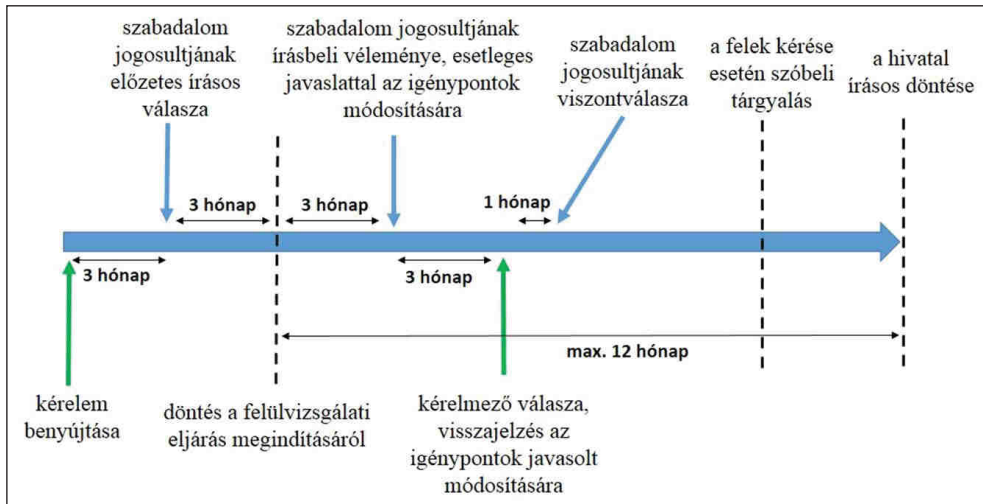 szabadalom
jogosultjának
előzetes írásos
válasza
szabadalom jogosultjának
írásbeli véleménye, esetleges
javaslattal az igénypontok
módosítására
szabadalom
jogosultjának
viszontválasza
a felek kérése
esetén szóbeli
tárgyalás
a hivatal
írásos döntése
3 hónap
3 hónap
1 hónap
3 hónap
3 hónap
max. 12 hónap
kérelem
benyújtása
döntés a felülvizsgálati
eljárás megindításáról
kérelmező válasza,
visszajelzés az
igénypontok javasolt
módosítására